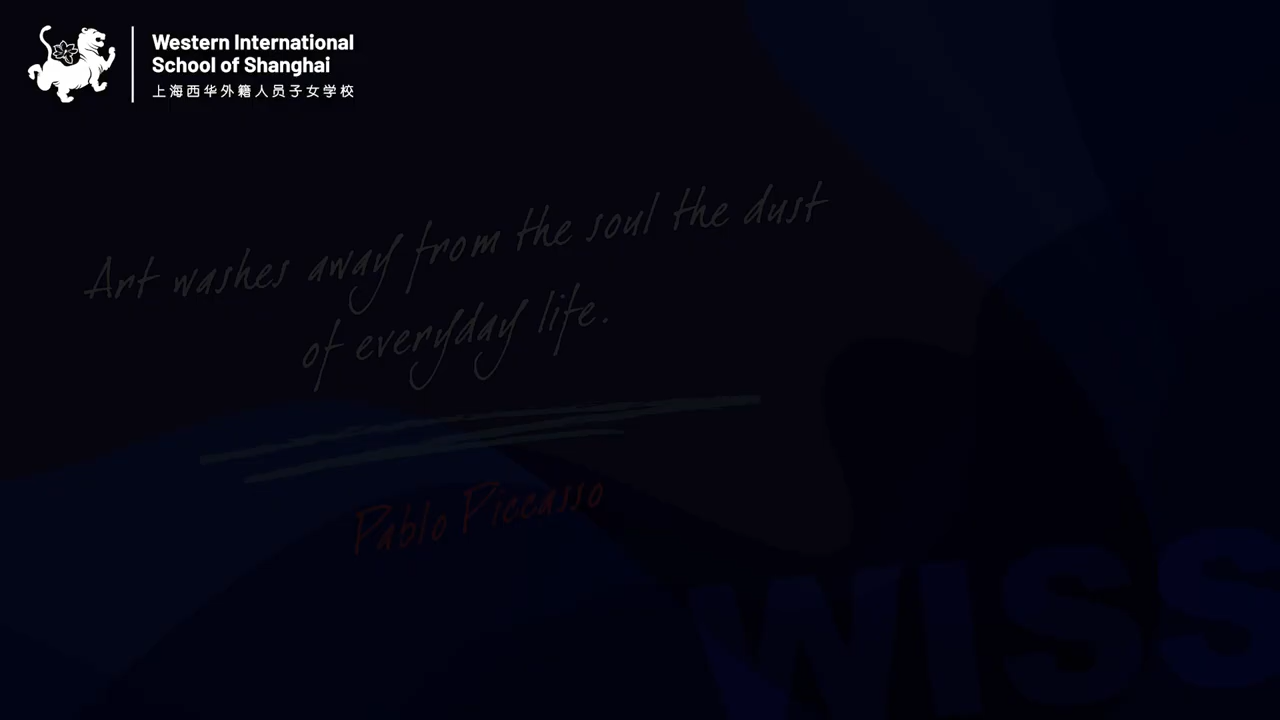 Western International
School of Shanghai
上海西华外籍人员子女学校
Art washes away from the soul the dust
of everyday life.
Pablo Piccasso
WISS